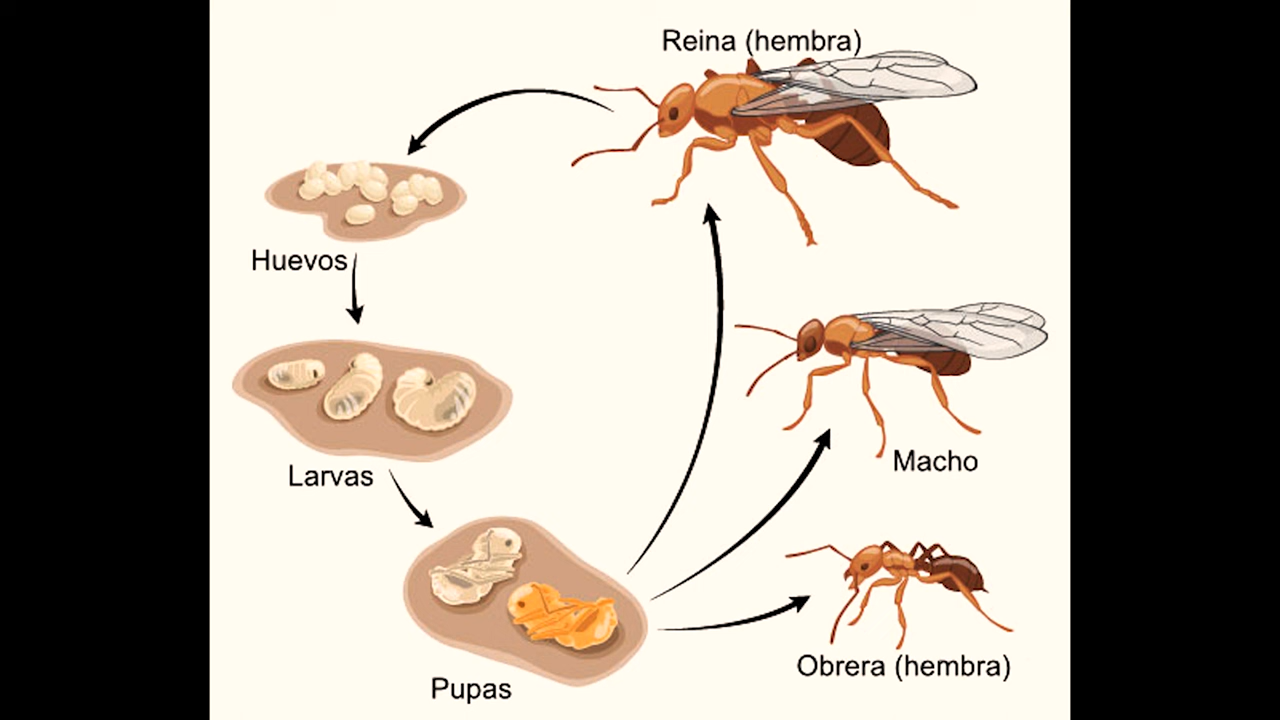 Reina (hembra)
Huevos
Larvas
Macho
Obrera (hembra)
Pupas